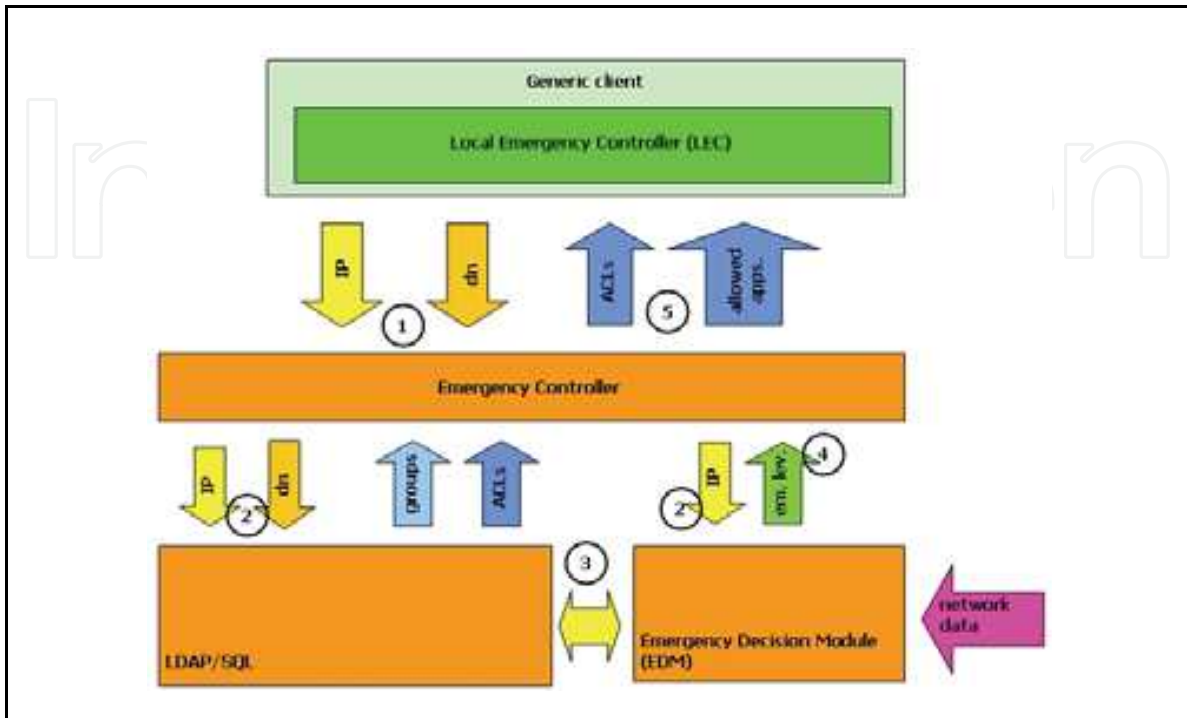 Generic client
Local Emergency Controller (LEC)
IP
dn
ACLs
allowed
apps.
1
5
Emergency Controller
IP
dn
groups
ACLs
IP
em. lev.
4
2
2
3
network
data
LDAP/SQL
Emergency Decision Module
(EDM)